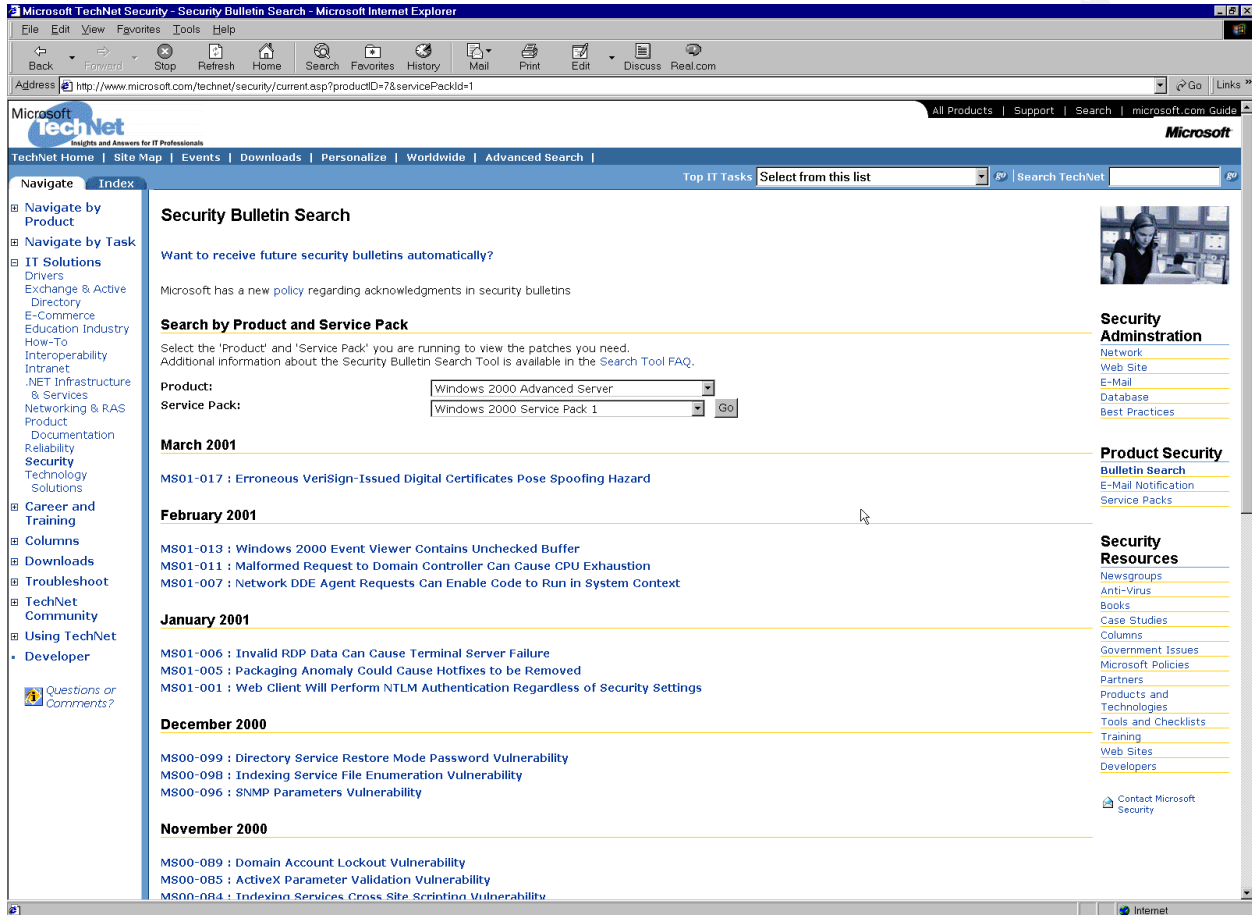 Microsoft TechNet Security - Security Bulletin Search - Microsoft Internet Explorer
File Edit View Favorites Tools Help
Back Forward Stop Refresh Home Search Favorites History Mail Print Edit Discuss Real.com
Address http://www.microsoft.com/technet/security/current.asp?productID=7&servicePackId=1 Go Links »
Microsoft
TechNet
Insights and Answers for IT Professionals
All Products | Support | Search | microsoft.com Guide
Microsoft
TechNet Home | Site Map | Events | Downloads | Personalize | Worldwide | Advanced Search |
Top IT Tasks Select from this list go | Search TechNet go
Navigate Index
Navigate by
Product
Navigate by Task
IT Solutions
Drivers
Exchange & Active
Directory
E-Commerce
Education Industry
How-To
Interoperability
Intranet
.NET Infrastructure
& Services
Networking & RAS
Product
Documentation
Reliability
Security
Technology
Solutions
Career and
Training
Columns
Downloads
Troubleshoot
TechNet
Community
Using TechNet
Developer
Questions or
Comments?
Security Bulletin Search
Want to receive future security bulletins automatically?
Microsoft has a new policy regarding acknowledgments in security bulletins
Search by Product and Service Pack
Select the 'Product' and 'Service Pack' you are running to view the patches you need.
Additional information about the Security Bulletin Search Tool is available in the Search Tool FAQ.
Product: Windows 2000 Advanced Server
Service Pack: Windows 2000 Service Pack 1 Go
March 2001
MS01-017 : Erroneous VeriSign-Issued Digital Certificates Pose Spoofing Hazard
February 2001
MS01-013 : Windows 2000 Event Viewer Contains Unchecked Buffer
MS01-011 : Malformed Request to Domain Controller Can Cause CPU Exhaustion
MS01-007 : Network DDE Agent Requests Can Enable Code to Run in System Context
January 2001
MS01-006 : Invalid RDP Data Can Cause Terminal Server Failure
MS01-005 : Packaging Anomaly Could Cause Hotfixes to be Removed
MS01-001 : Web Client Will Perform NTLM Authentication Regardless of Security Settings
December 2000
MS00-099 : Directory Service Restore Mode Password Vulnerability
MS00-098 : Indexing Service File Enumeration Vulnerability
MS00-096 : SNMP Parameters Vulnerability
November 2000
MS00-089 : Domain Account Lockout Vulnerability
MS00-085 : ActiveX Parameter Validation Vulnerability
MS00-084 : Indexing Services Cross Site Scripting Vulnerability
Security
Adminstration
Network
Web Site
E-Mail
Database
Best Practices
Product Security
Bulletin Search
E-Mail Notification
Service Packs
Security
Resources
Newsgroups
Anti-Virus
Books
Case Studies
Columns
Government Issues
Microsoft Policies
Partners
Products and
Technologies
Tools and Checklists
Training
Web Sites
Developers
Contact Microsoft
Security
Internet